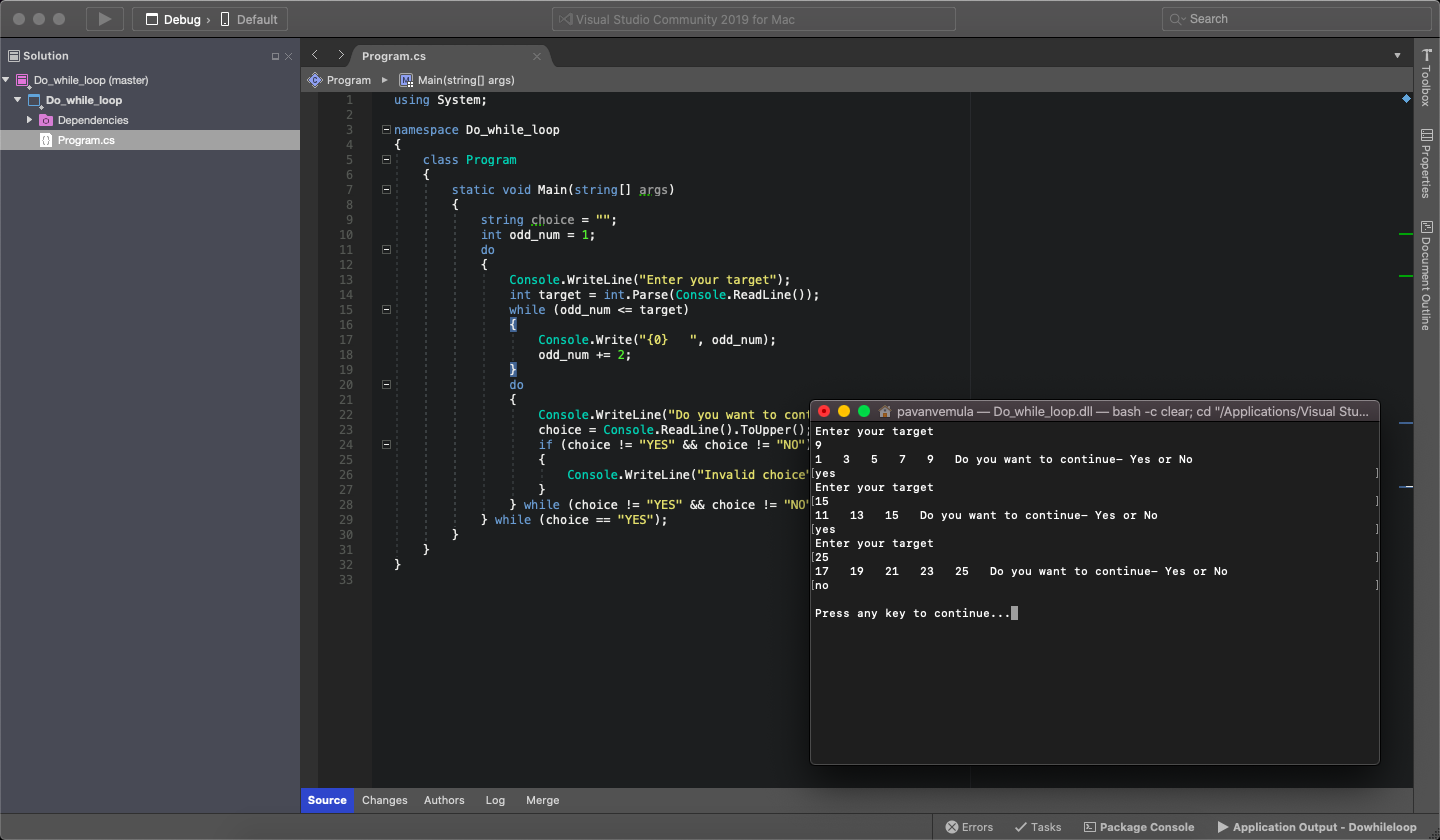 Debug › Default
Visual Studio Community 2019 for Mac
Search
Solution
Do_while_loop (master)
Do_while_loop
Dependencies
Program.cs
Program.cs
Program ▸ Main(string[] args)
1 using System;
2
3 namespace Do_while_loop
4 {
5 class Program
6 {
7 static void Main(string[] args)
8 {
9 string choice = "";
10 int odd_num = 1;
11 do
12 {
13 Console.WriteLine("Enter your target");
14 int target = int.Parse(Console.ReadLine());
15 while (odd_num <= target)
16 {
17 Console.Write("{0}   ", odd_num);
18 odd_num += 2;
19 }
20 do
21 {
22 Console.WriteLine("Do you want to cont
23 choice = Console.ReadLine().ToUpper();
24 if (choice != "YES" && choice != "NO")
25 {
26 Console.WriteLine("Invalid choice"
27 }
28 } while (choice != "YES" && choice != "NO"
29 } while (choice == "YES");
30 }
31 }
32 }
33
pavanvemula — Do_while_loop.dll — bash -c clear; cd "/Applications/Visual Stu...
Enter your target
9
1   3   5   7   9   Do you want to continue- Yes or No
[yes ]
Enter your target
[15 ]
11   13   15   Do you want to continue- Yes or No
[yes ]
Enter your target
[25 ]
17   19   21   23   25   Do you want to continue- Yes or No
[no ]
Press any key to continue...
Toolbox
Properties
Document Outline
Source Changes Authors Log Merge
Errors Tasks Package Console Application Output - Dowhileloop